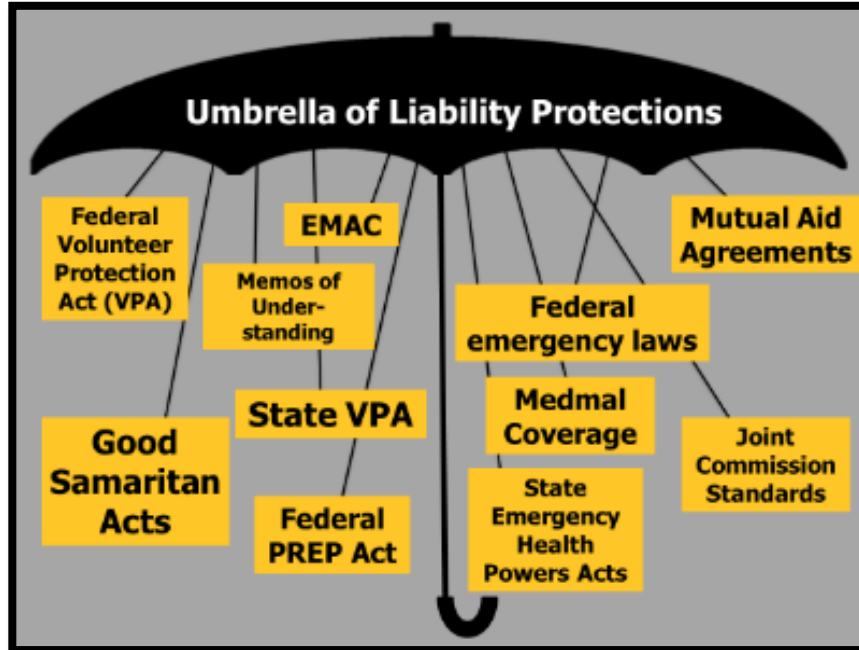 Umbrella of Liability Protections
Federal
Volunteer
Protection
Act (VPA)
Good
Samaritan
Acts
Memos of
Under-
standing
EMAC
State VPA
Federal
PREP Act
Federal
emergency laws
Medmal
Coverage
State
Emergency
Health
Powers Acts
Mutual Aid
Agreements
Joint
Commission
Standards